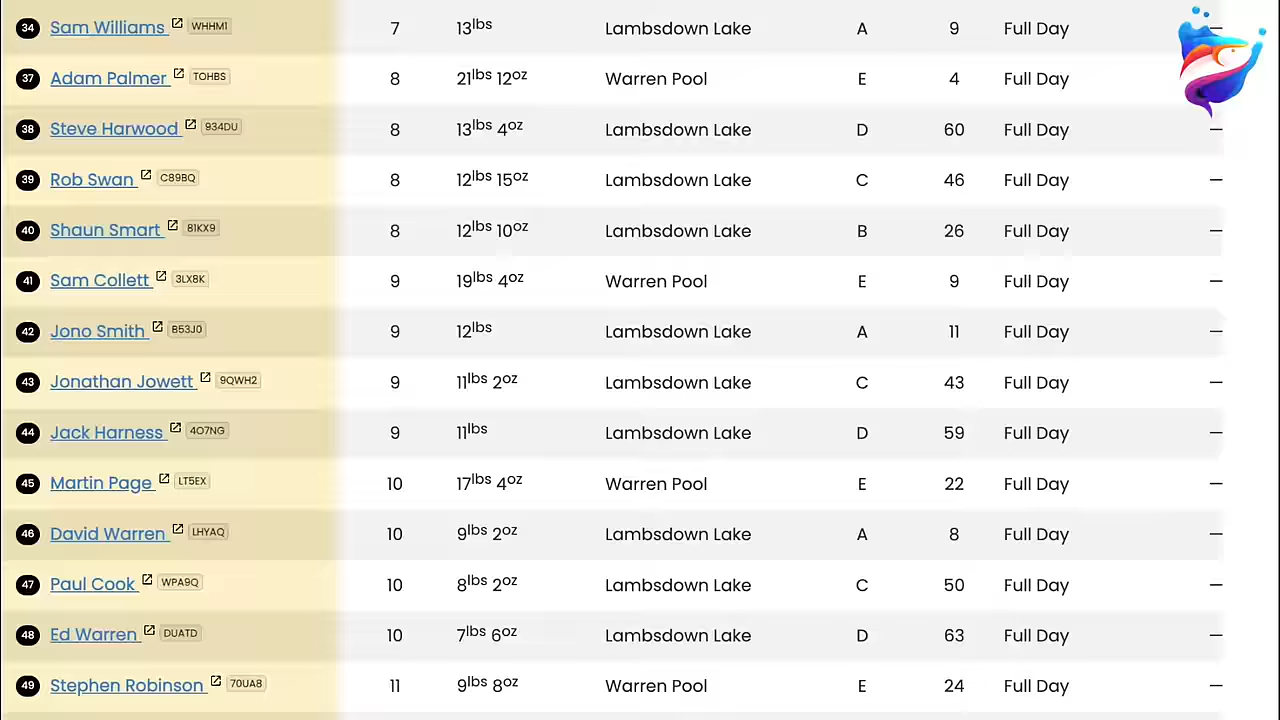 34 Sam Williams WHHM1 7 13lbs Lambsdown Lake A 9 Full Day —
37 Adam Palmer TOHBS 8 21lbs 12oz Warren Pool E 4 Full Day
38 Steve Harwood 934DU 8 13lbs 4oz Lambsdown Lake D 60 Full Day —
39 Rob Swan C89BQ 8 12lbs 15oz Lambsdown Lake C 46 Full Day —
40 Shaun Smart 81KX9 8 12lbs 10oz Lambsdown Lake B 26 Full Day —
41 Sam Collett 3LX8K 9 19lbs 4oz Warren Pool E 9 Full Day —
42 Jono Smith B53J0 9 12lbs Lambsdown Lake A 11 Full Day —
43 Jonathan Jowett 9QWH2 9 11lbs 2oz Lambsdown Lake C 43 Full Day —
44 Jack Harness 4O7NG 9 11lbs Lambsdown Lake D 59 Full Day —
45 Martin Page LT5EX 10 17lbs 4oz Warren Pool E 22 Full Day —
46 David Warren LHYAQ 10 9lbs 2oz Lambsdown Lake A 8 Full Day —
47 Paul Cook WPA9Q 10 8lbs 2oz Lambsdown Lake C 50 Full Day —
48 Ed Warren DUATD 10 7lbs 6oz Lambsdown Lake D 63 Full Day —
49 Stephen Robinson 70UA8 11 9lbs 8oz Warren Pool E 24 Full Day —